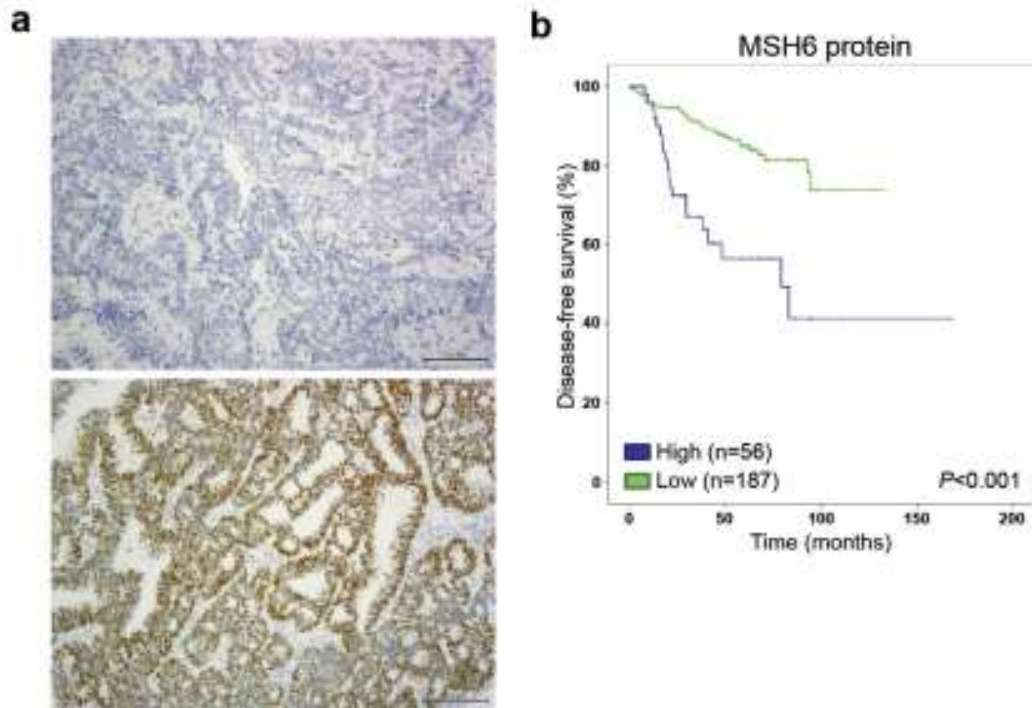 a
b
MSH6 protein
Disease-free survival (%)
100
80
60
40
20
0
High (n=56)
Low (n=187)
P<0.001
0 50 100 150 200
Time (months)